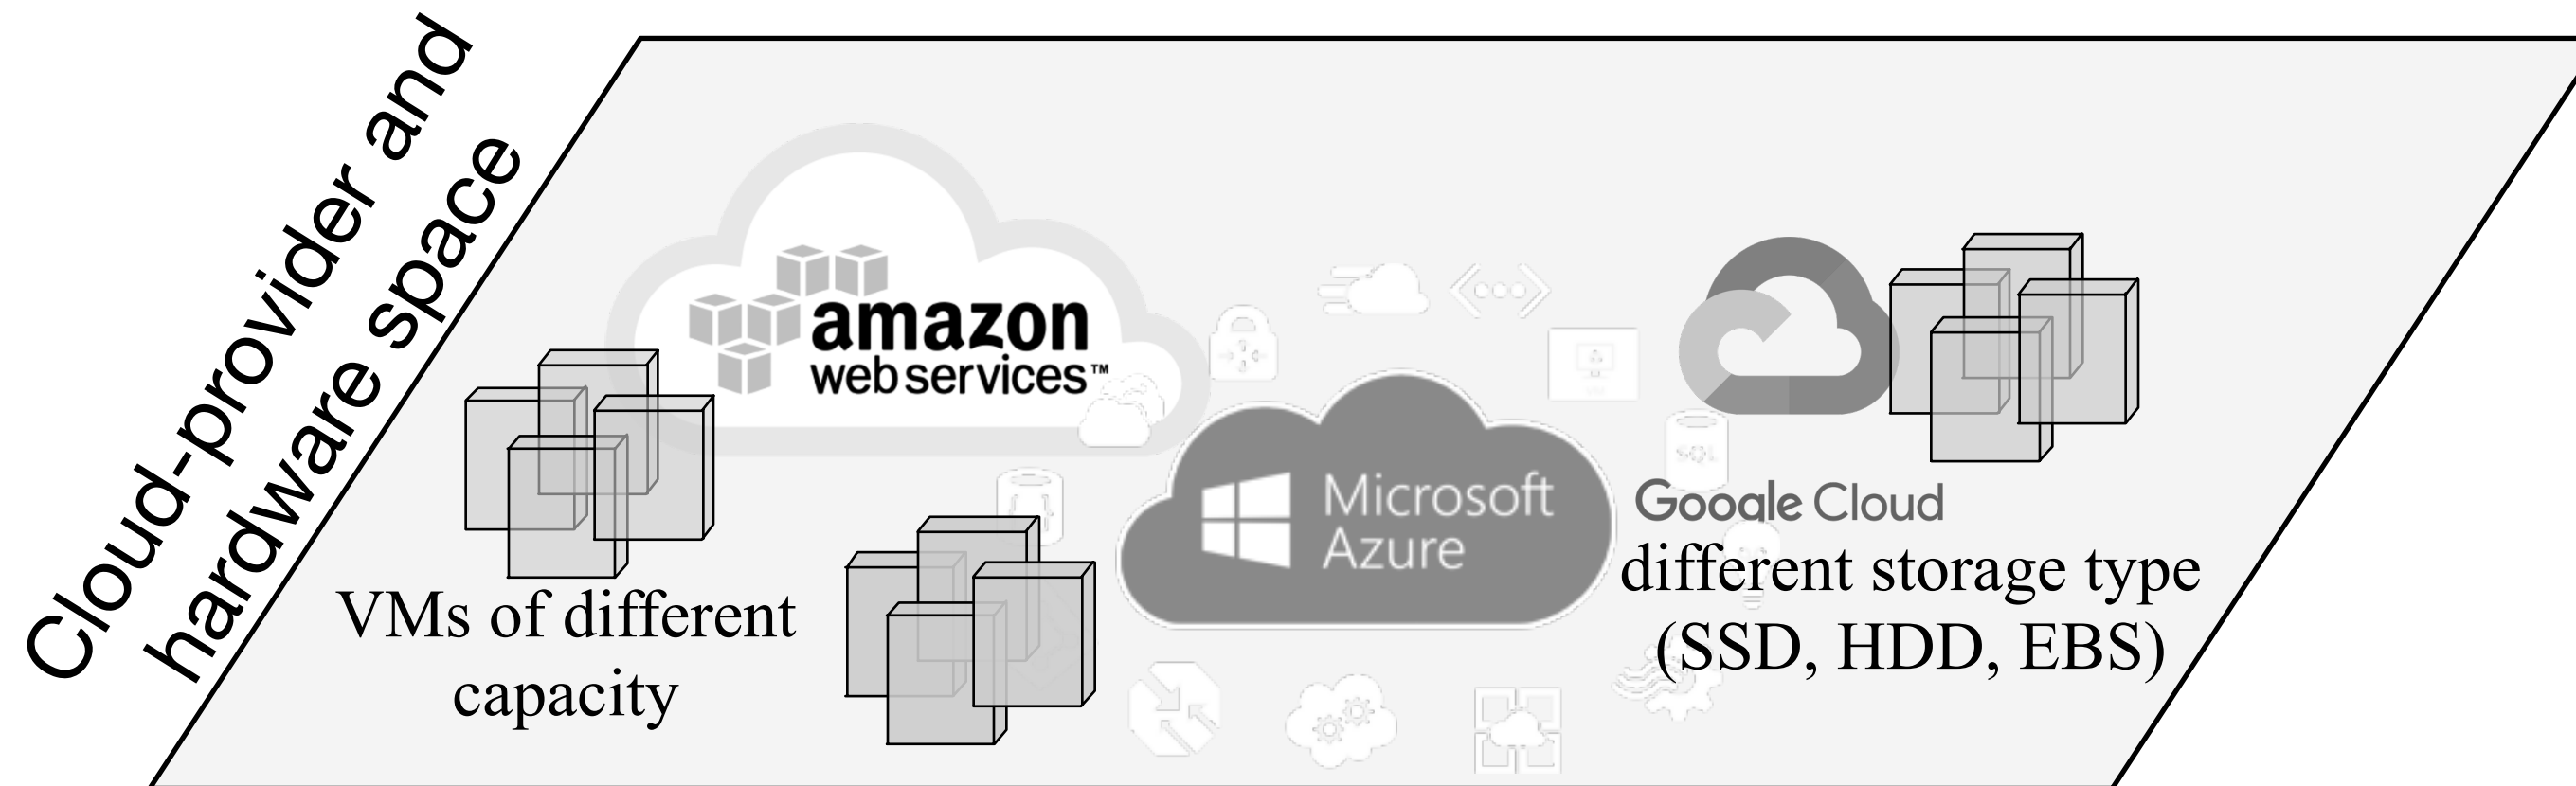 Cloud-provider and
hardware space
amazon
web services™
Microsoft
Azure
SQL
Google Cloud
different storage type
(SSD, HDD, EBS)
VMs of different
capacity